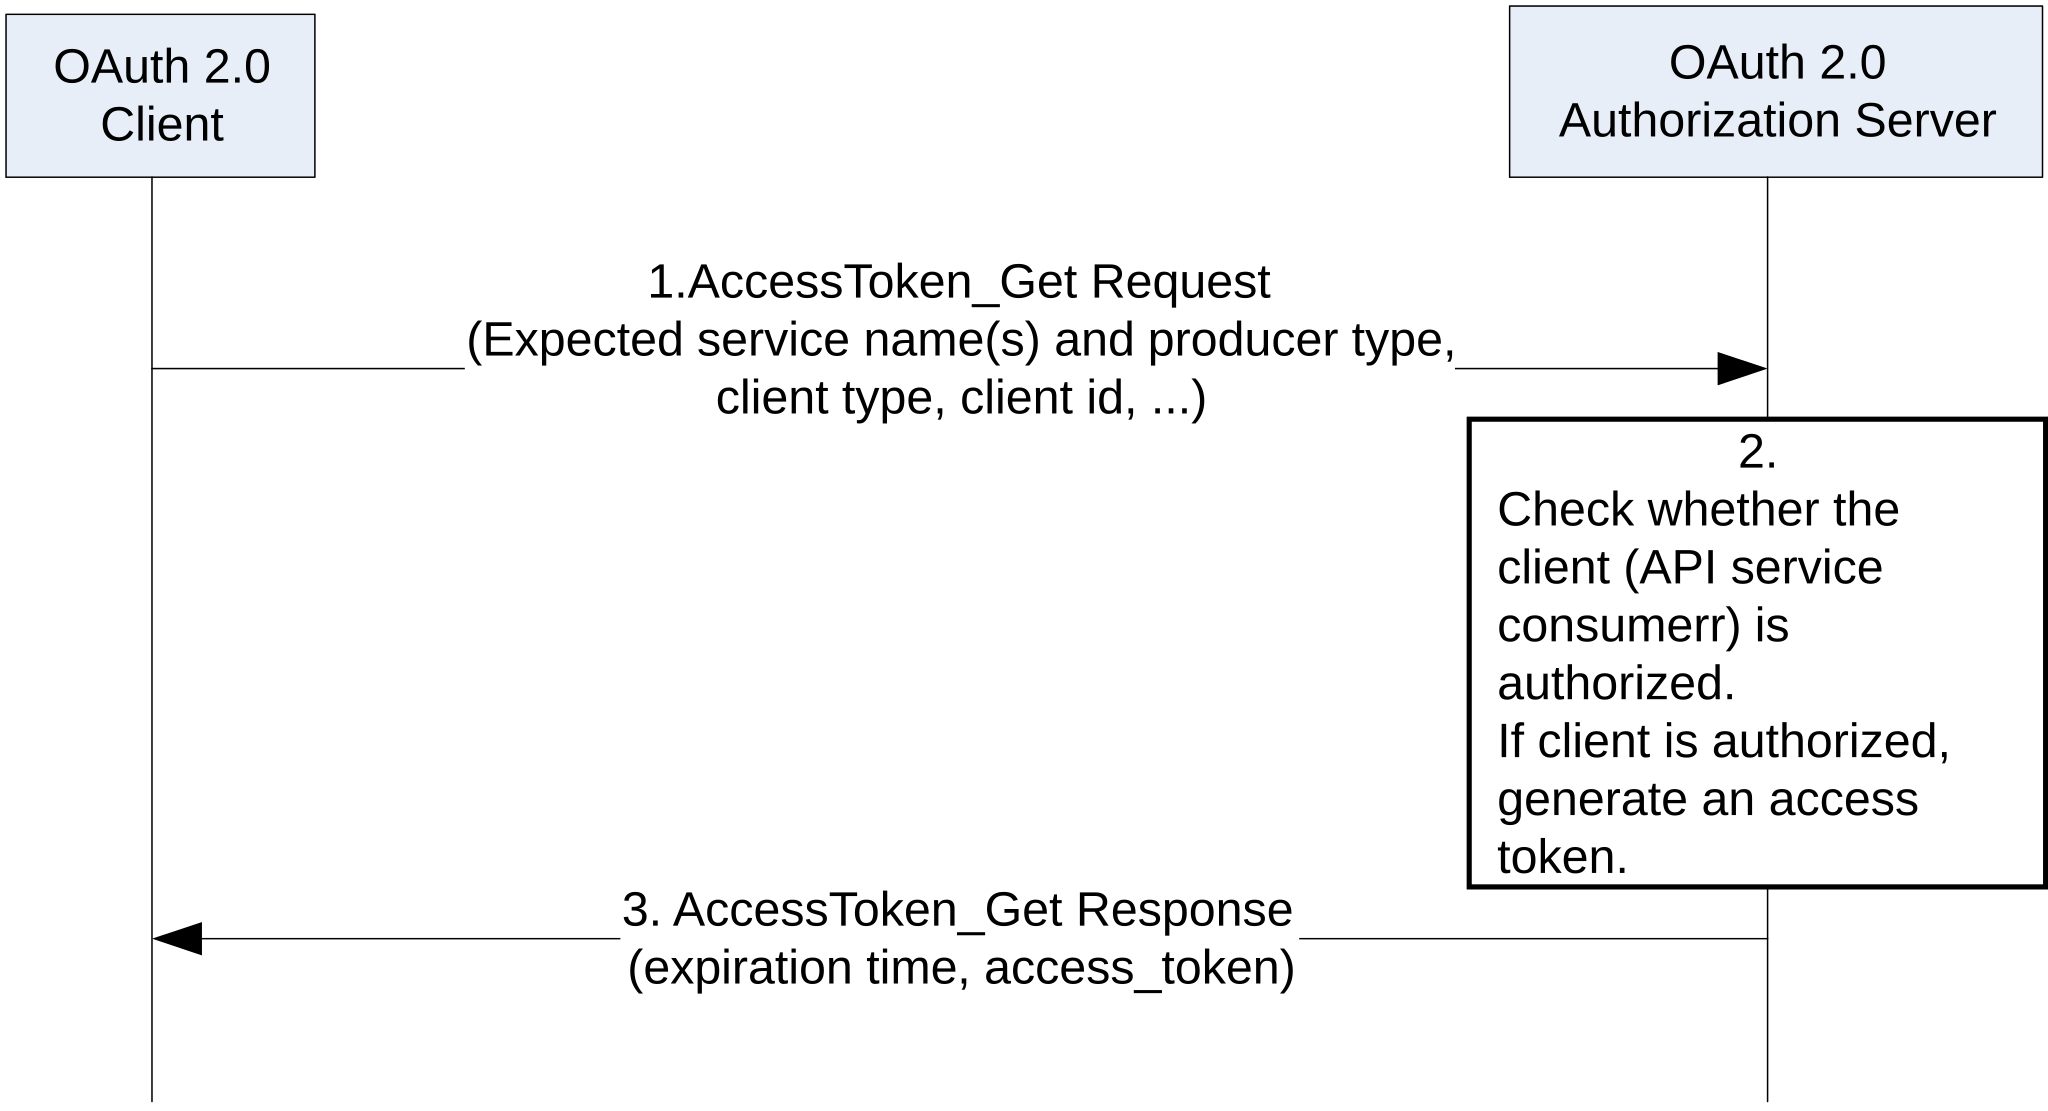 OAuth 2.0
Client
OAuth 2.0
Authorization Server
1.AccessToken_Get Request
(Expected service name(s) and producer type,
client type, client id, ...)
2.
Check whether the
client (API service
consumerr) is
authorized.
If client is authorized,
generate an access
token.
3. AccessToken_Get Response
(expiration time, access_token)